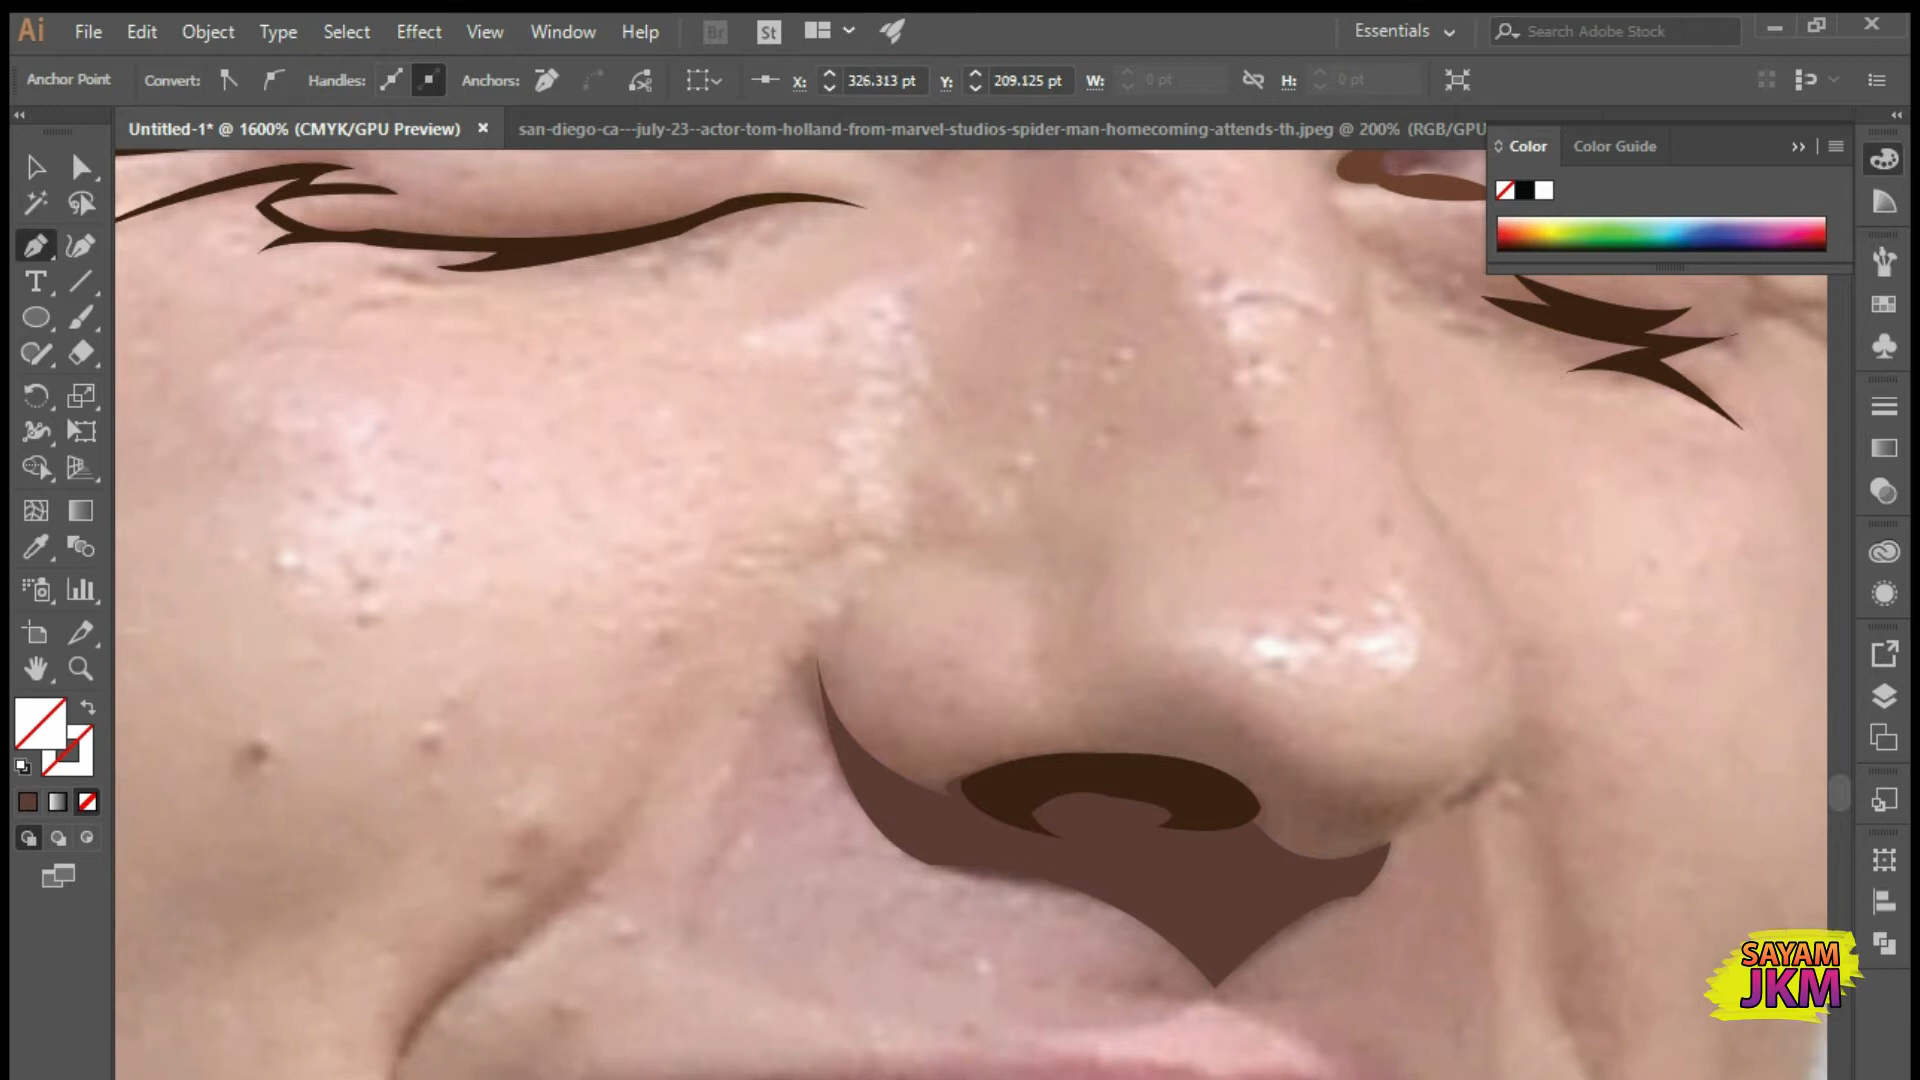 Ai File Edit Object Type Select Effect View Window Help Br St Essentials Search Adobe Stock
Anchor Point Convert: Handles: Anchors: X: 326.313 pt Y: 209.125 pt W: 0 pt H: 0 pt
Untitled-1* @ 1600% (CMYK/GPU Preview) × san-diego-ca---july-23--actor-tom-holland-from-marvel-studios-spider-man-homecoming-attends-th.jpeg @ 200% (RGB/GPU
Color Color Guide
T
SAYAM
JKM